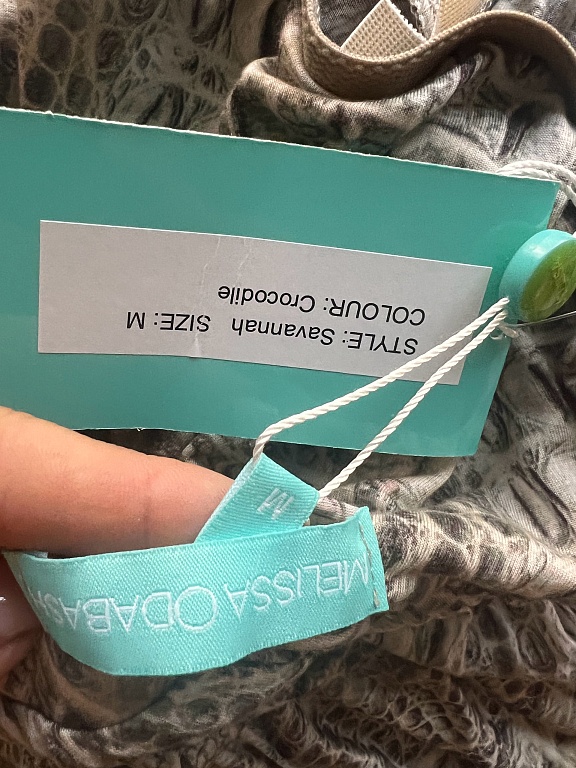 STYLE: Savannah SIZE: M
COLOUR: Crocodile
M
MELISSA ODABAS